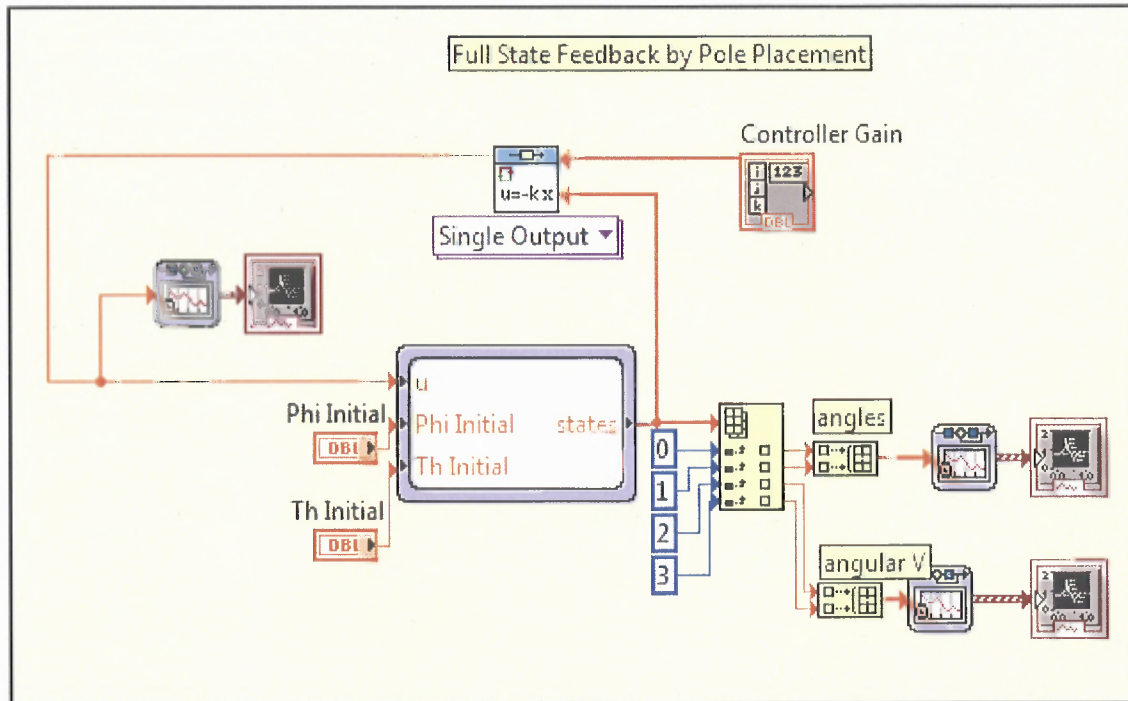 Full State Feedback by Pole Placement
Controller Gain
i
j
k
123
DBL
u=-kx
Single Output
u
Phi Initial
Phi Initial
states
Th Initial
DBL
Th Initial
DBL
0
1
2
3
angles
angular V